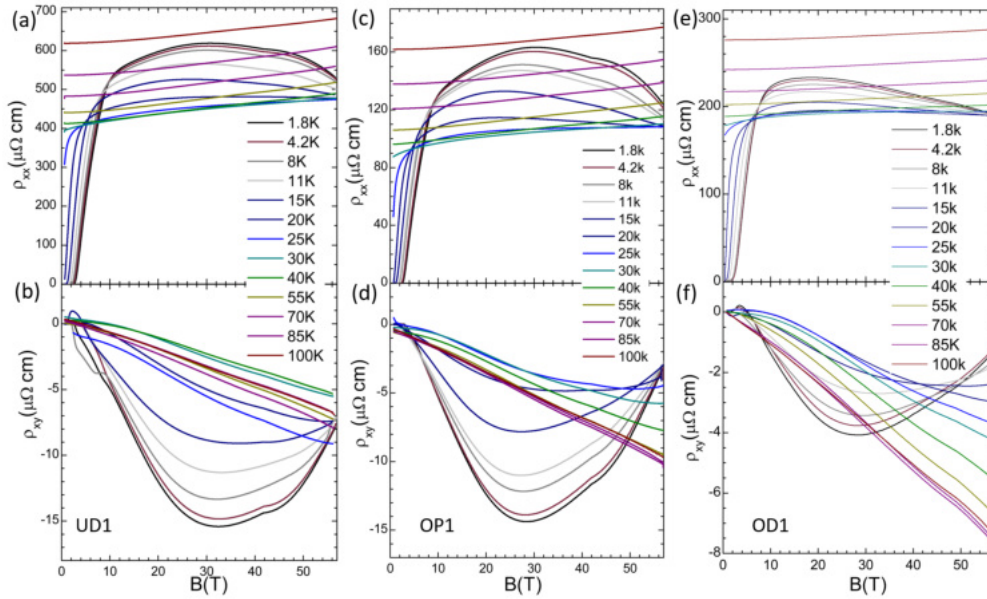 (a)
700
600
500
400
300
200
100
0
ρxx(μΩ cm)
1.8K
4.2K
8K
11K
15K
20K
25K
30K
40K
55K
70K
85K
100K
(b)
0
-5
-10
-15
ρxy(μΩ cm)
UD1
0 10 20 30 40 50
B(T)
(c)
160
120
80
40
0
ρxx(μΩ cm)
1.8k
4.2k
8k
11k
15k
20k
25k
30k
40k
55k
70k
85k
100k
(d)
0
-5
-10
-15
ρxy(μΩ cm)
OP1
0 10 20 30 40 50
B(T)
(e)
300
200
100
0
ρxx(μΩ cm)
1.8k
4.2k
8k
11k
15k
20k
25k
30k
40k
55k
70k
85K
100k
(f)
0
-2
-4
-6
-8
ρxy(μΩ cm)
OD1
0 10 20 30 40 50
B(T)